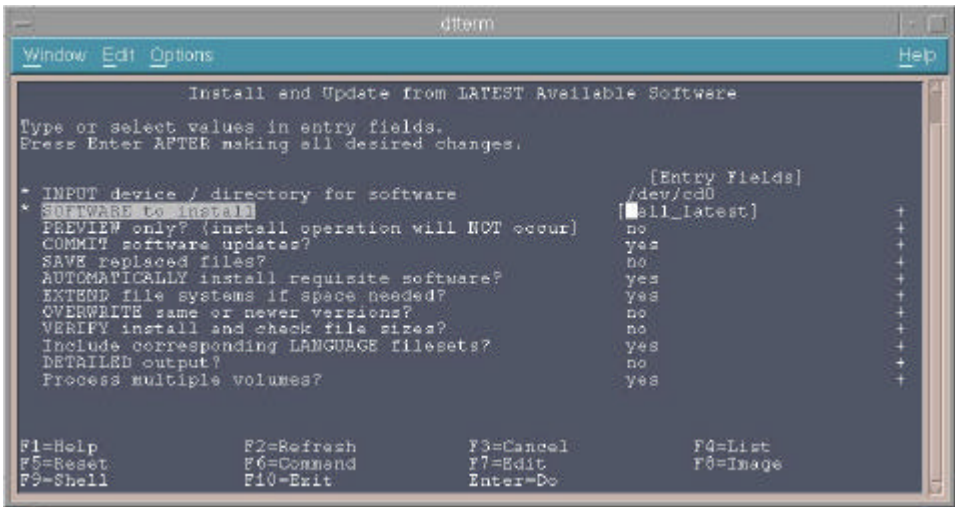 dtterm
Window Edit Options Help
Install and Update from LATEST Available Software
Type or select values in entry fields.
Press Enter AFTER making all desired changes.
[Entry Fields]
* INPUT device / directory for software /dev/cd0
* SOFTWARE to install [_all_latest] +
PREVIEW only? (install operation will NOT occur) no +
COMMIT software updates? yes +
SAVE replaced files? no +
AUTOMATICALLY install requisite software? yes +
EXTEND file systems if space needed? yes +
OVERWRITE same or newer versions? no +
VERIFY install and check file sizes? no +
Include corresponding LANGUAGE filesets? yes +
DETAILED output? no +
Process multiple volumes? yes +
F1=Help F2=Refresh F3=Cancel F4=List
F5=Reset F6=Command F7=Edit F8=Image
F9=Shell F10=Exit Enter=Do